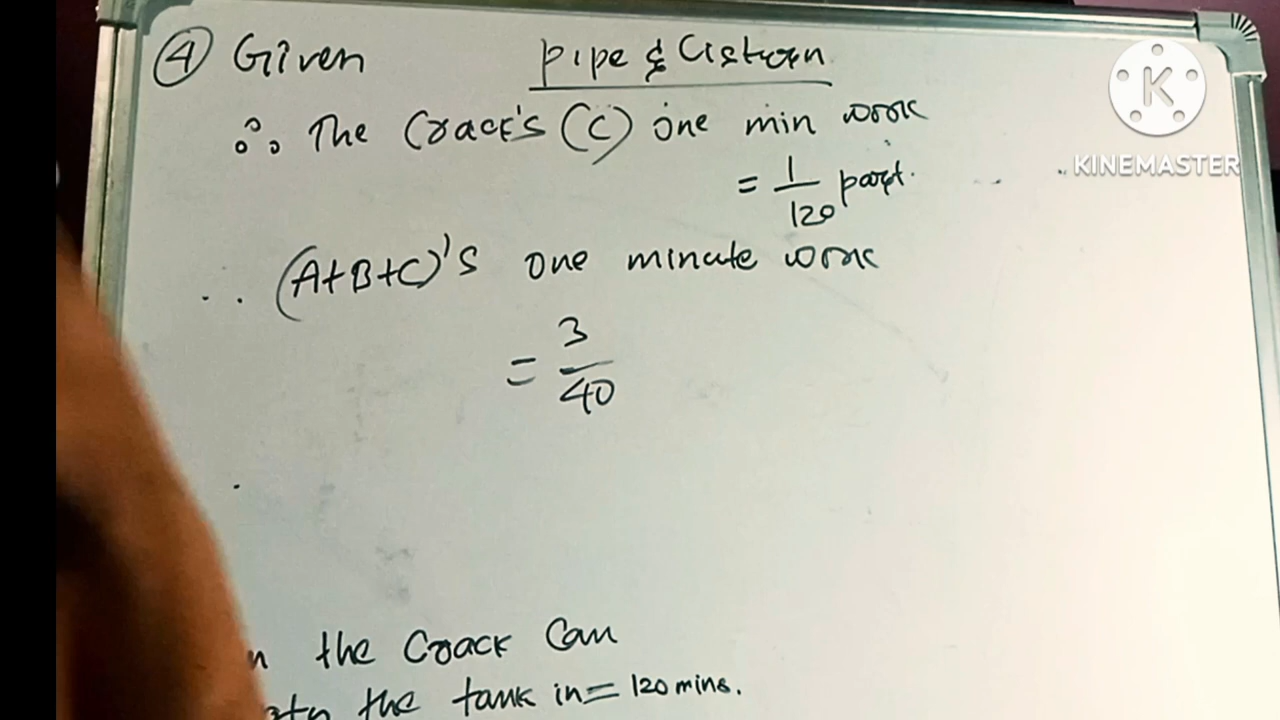 ④ Given Pipe & Cistern
∴ The Crack's (C) one min work
= 1/120 part.
K
KINEMASTER
∴ (A+B+C)'s one minute work
= 3/40
n the Crack Can
pty the tank in = 120 mins.